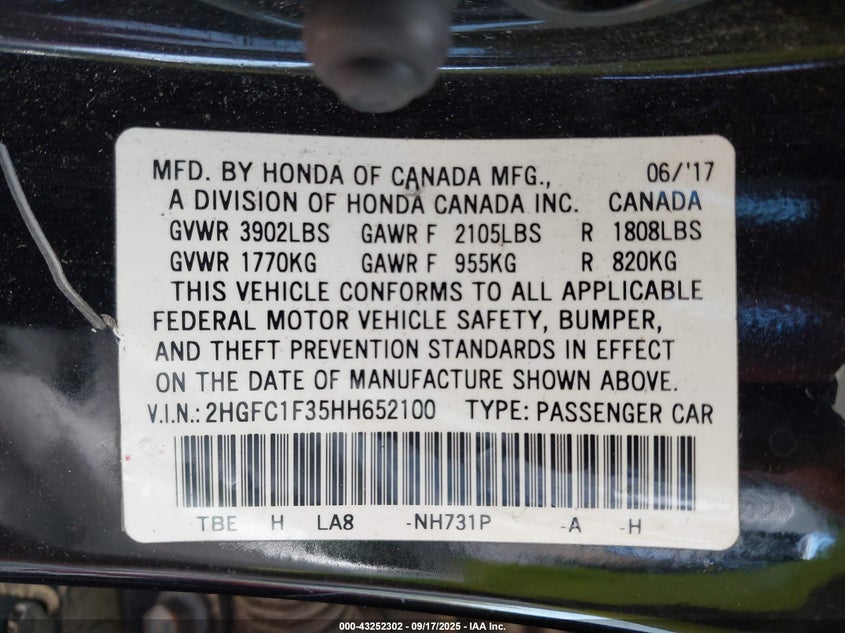 MFD. BY HONDA OF CANADA MFG., 06/'17
A DIVISION OF HONDA CANADA INC. CANADA
GVWR 3902LBS GAWR F 2105LBS R 1808LBS
GVWR 1770KG GAWR F 955KG R 820KG
THIS VEHICLE CONFORMS TO ALL APPLICABLE
FEDERAL MOTOR VEHICLE SAFETY, BUMPER,
AND THEFT PREVENTION STANDARDS IN EFFECT
ON THE DATE OF MANUFACTURE SHOWN ABOVE.
V.I.N.: 2HGFC1F35HH652100 TYPE: PASSENGER CAR
TBE H LA8 -NH731P -A -H
000-43252302 - 09/17/2025 - IAA Inc.